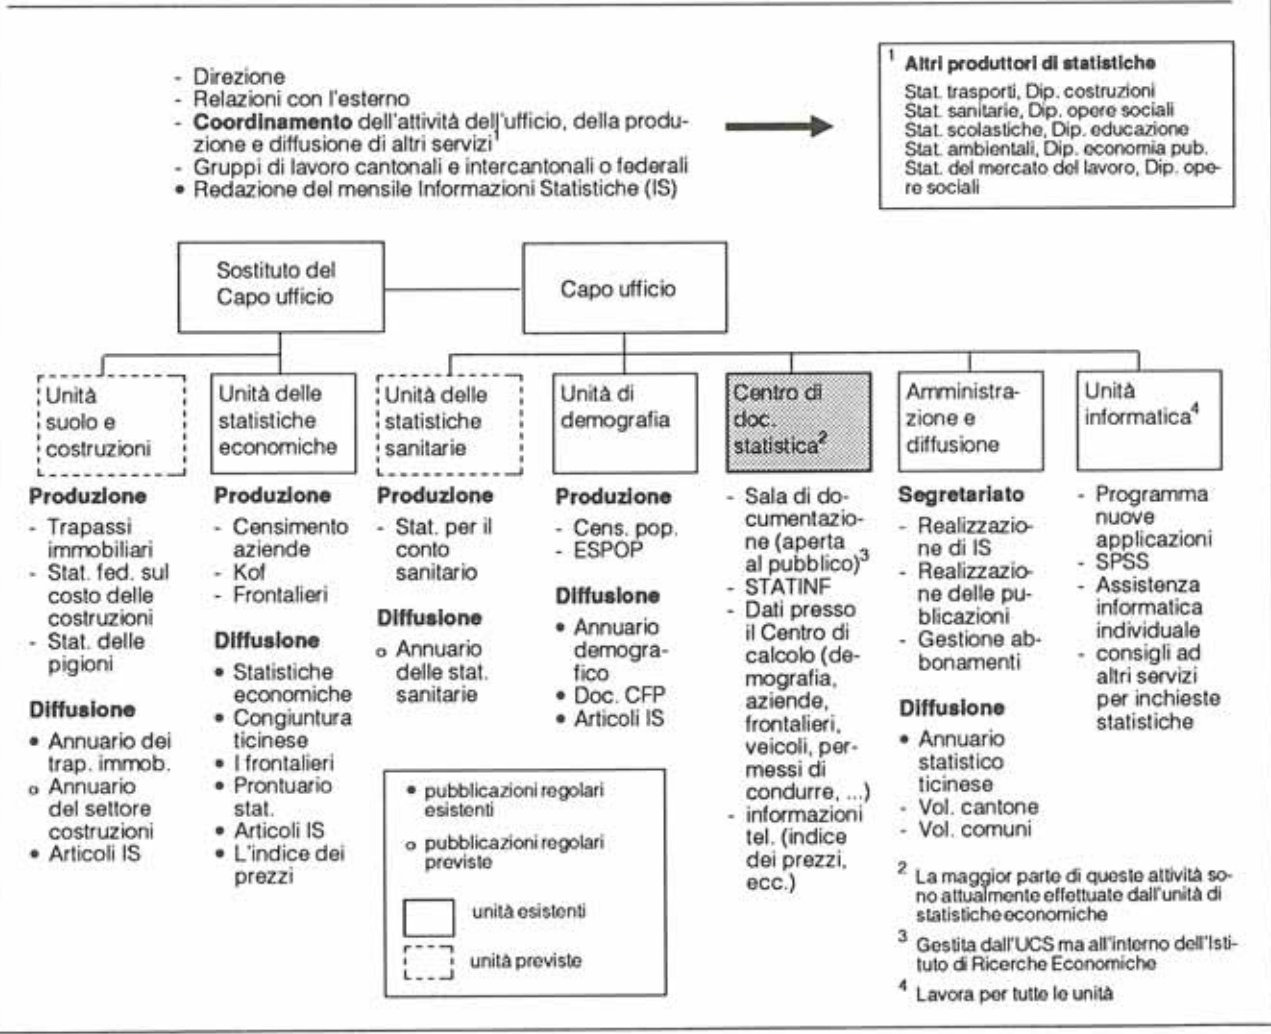 - Direzione
- Relazioni con l'esterno
- Coordinamento dell'attività dell'ufficio, della produ-
zione e diffusione di altri servizi1
- Gruppi di lavoro cantonali e intercantonali o federali
• Redazione del mensile Informazioni Statistiche (IS)
1 Altri produttori di statistiche
Stat. trasporti, Dip. costruzioni
Stat. sanitarie, Dip. opere sociali
Stat. scolastiche, Dip. educazione
Stat. ambientali, Dip. economia pub.
Stat. del mercato del lavoro, Dip. ope-
re sociali
Sostituto del
Capo ufficio
Capo ufficio
Unità
suolo e
costruzioni
Produzione
- Trapassi
immobiliari
- Stat. fed. sul
costo delle
costruzioni
- Stat. delle
pigioni
Diffusione
• Annuario dei
trap. immob.
o Annuario
del settore
costruzioni
• Articoli IS
Unità delle
statistiche
economiche
Produzione
- Censimento
aziende
- Kof
- Frontalieri
Diffusione
• Statistiche
economiche
• Congiuntura
ticinese
• I frontalieri
• Prontuario
stat.
• Articoli IS
• L'indice dei
prezzi
Unità delle
statistiche
sanitarie
Produzione
- Stat. per il
conto
sanitario
Diffusione
o Annuario
delle stat.
sanitarie
Unità di
demografia
Produzione
- Cens. pop.
- ESPOP
Diffusione
• Annuario
demogra-
fico
• Doc. CFP
• Articoli IS
Centro di
doc.
statistica2
- Sala di do-
cumentazio-
ne (aperta
al pubblico)3
- STATINF
- Dati presso
il Centro di
calcolo (de-
mografia,
aziende,
frontalieri,
veicoli, per-
messi di
condurre, ...)
- informazioni
tel. (indice
dei prezzi,
ecc.)
Amministra-
zione e
diffusione
Segretariato
- Realizzazio-
ne di IS
- Realizzazio-
ne delle pu-
blicazioni
- Gestione ab-
bonamenti
Diffusione
• Annuario
statistico
ticinese
- Vol. cantone
- Vol. comuni
Unità
informatica4
- Programma
nuove
applicazioni
- SPSS
- Assistenza
informatica
individuale
- consigli ad
altri servizi
per inchieste
statistiche
• pubblicazioni regolari
esistenti
o pubblicazioni regolari
previste
unità esistenti
unità previste
2 La maggior parte di queste attività so-
no attualmente effettuate dall'unità di
statistiche economiche
3 Gestita dall'UCS ma all'interno dell'Isti-
tuto di Ricerche Economiche
4 Lavora per tutte le unità